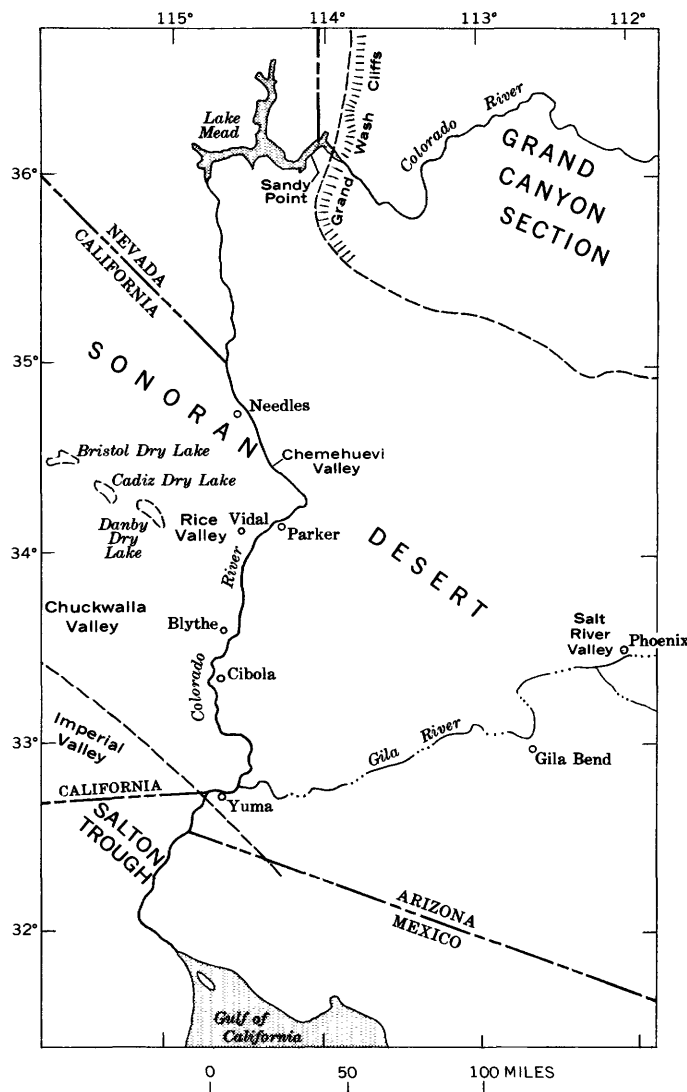 115° 114° 113° 112°
Lake
Mead
Cliffs
Wash
Grand
Colorado River
GRAND
CANYON
SECTION
Sandy
Point
36°
NEVADA
CALIFORNIA
35°
SONORAN
Needles
Chemehuevi
Valley
Bristol Dry Lake
Cadiz Dry Lake
Danby
Dry
Lake
Rice
Valley
Vidal
Parker
DESERT
34°
River
Colorado
Chuckwalla
Valley
Blythe
Salt
River
Valley
Phoenix
Cibola
Imperial
Valley
33°
Gila River
Gila Bend
CALIFORNIA
Yuma
SALTON
TROUGH
ARIZONA
MEXICO
32°
Gulf of
California
0 50 100 MILES